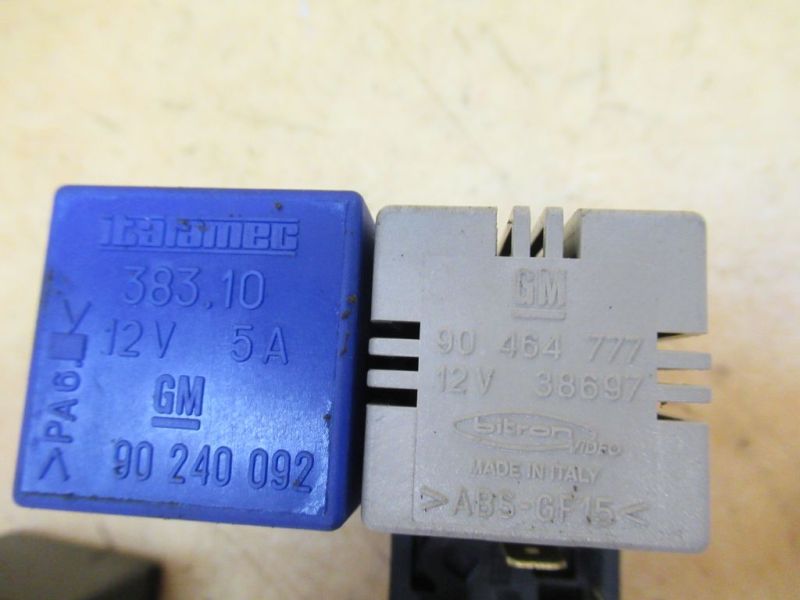 italamec
383.10
12V 5A
GM
90 240 092
>PA6.<
GM
90 464 777
12V 38697
bitron
VIDEO
MADE IN ITALY
>ABS-GF15<